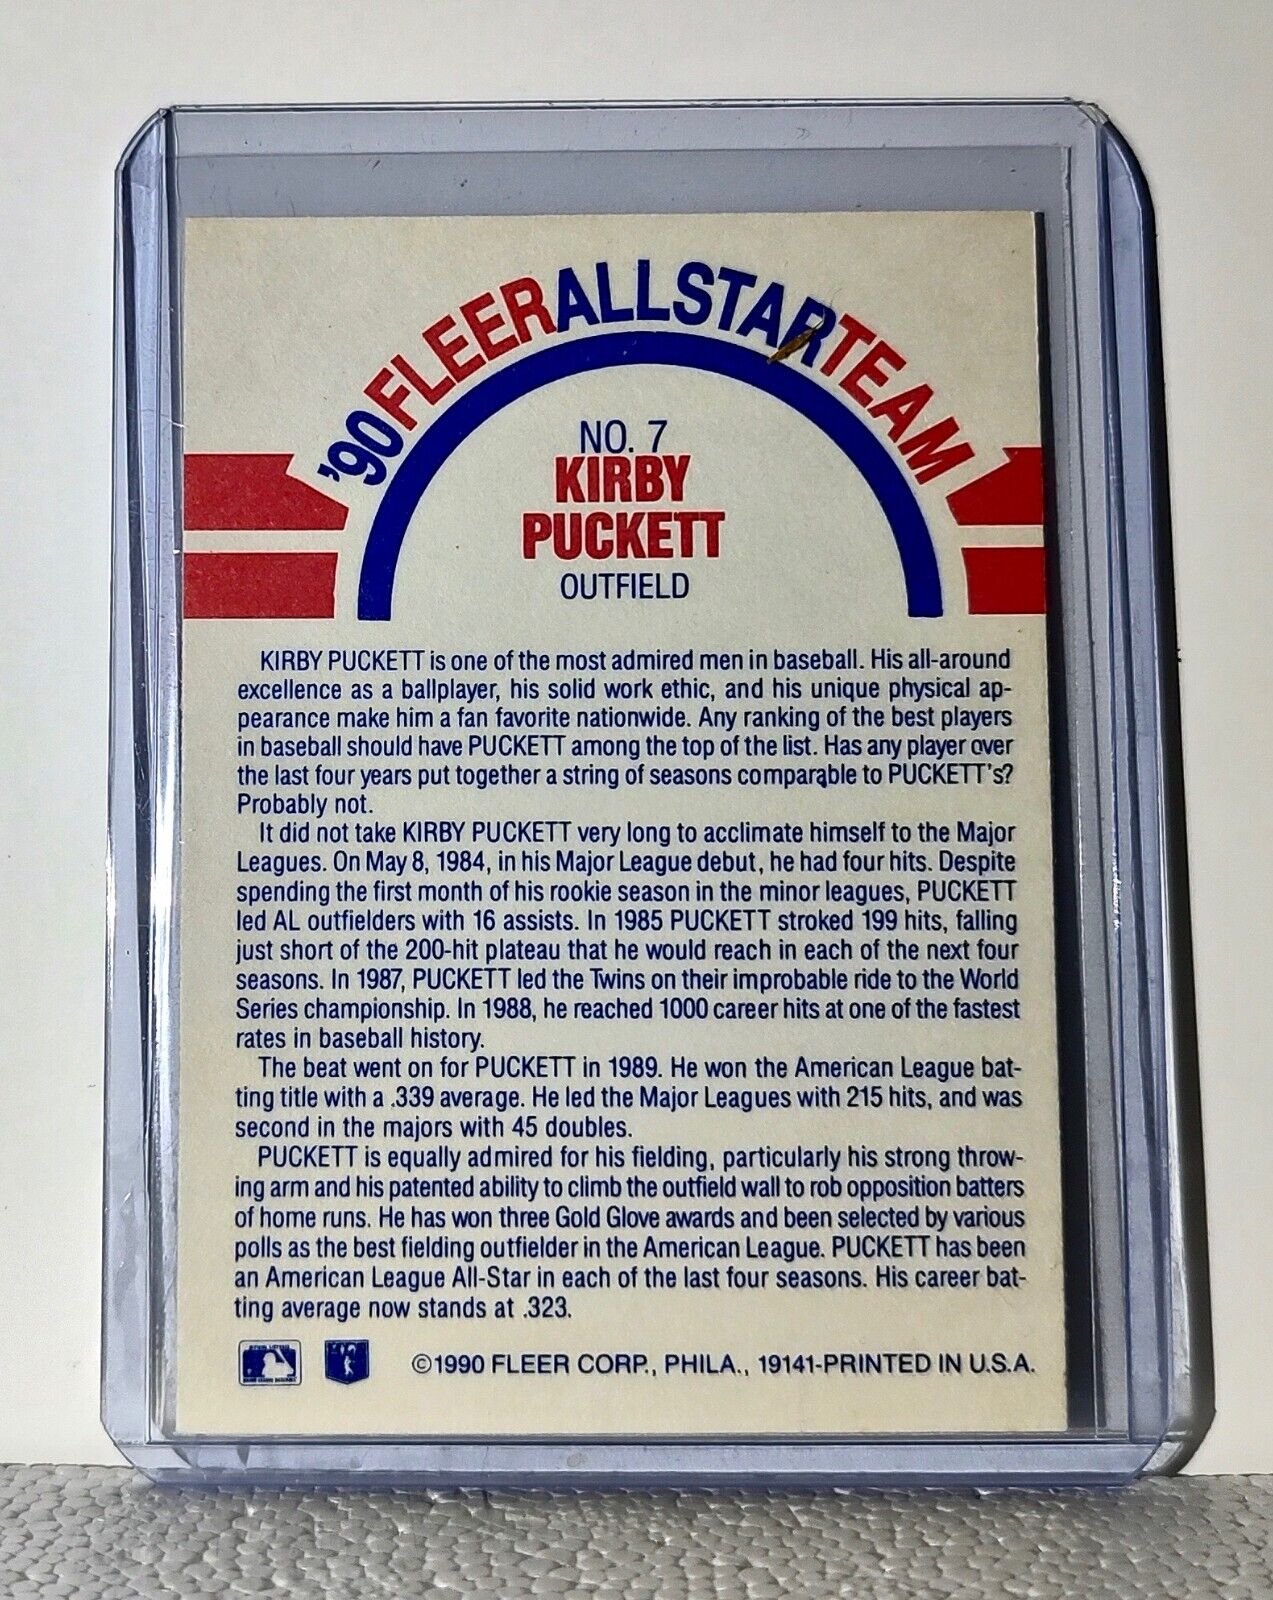 '90 FLEER ALL STAR TEAM
NO. 7
KIRBY
PUCKETT
OUTFIELD
KIRBY PUCKETT is one of the most admired men in baseball. His all-around
excellence as a ballplayer, his solid work ethic, and his unique physical ap-
pearance make him a fan favorite nationwide. Any ranking of the best players
in baseball should have PUCKETT among the top of the list. Has any player over
the last four years put together a string of seasons comparable to PUCKETT's?
Probably not.
It did not take KIRBY PUCKETT very long to acclimate himself to the Major
Leagues. On May 8, 1984, in his Major League debut, he had four hits. Despite
spending the first month of his rookie season in the minor leagues, PUCKETT
led AL outfielders with 16 assists. In 1985 PUCKETT stroked 199 hits, falling
just short of the 200-hit plateau that he would reach in each of the next four
seasons. In 1987, PUCKETT led the Twins on their improbable ride to the World
Series championship. In 1988, he reached 1000 career hits at one of the fastest
rates in baseball history.
The beat went on for PUCKETT in 1989. He won the American League bat-
ting title with a .339 average. He led the Major Leagues with 215 hits, and was
second in the majors with 45 doubles.
PUCKETT is equally admired for his fielding, particularly his strong throw-
ing arm and his patented ability to climb the outfield wall to rob opposition batters
of home runs. He has won three Gold Glove awards and been selected by various
polls as the best fielding outfielder in the American League. PUCKETT has been
an American League All-Star in each of the last four seasons. His career bat-
ting average now stands at .323.
©1990 FLEER CORP., PHILA., 19141-PRINTED IN U.S.A.